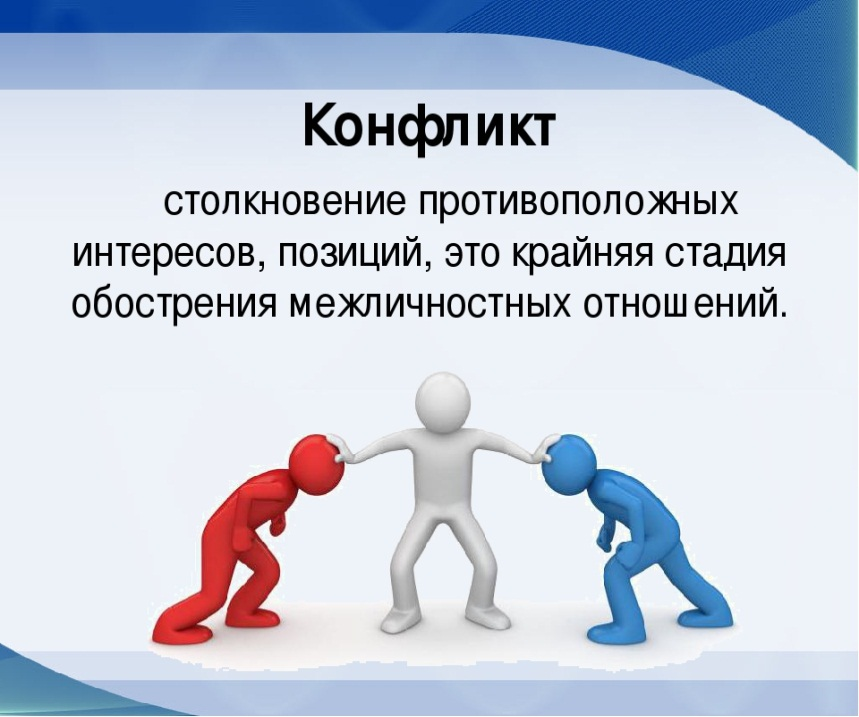 Конфликт
столкновение противоположных
интересов, позиций, это крайняя стадия
обострения межличностных отношений.